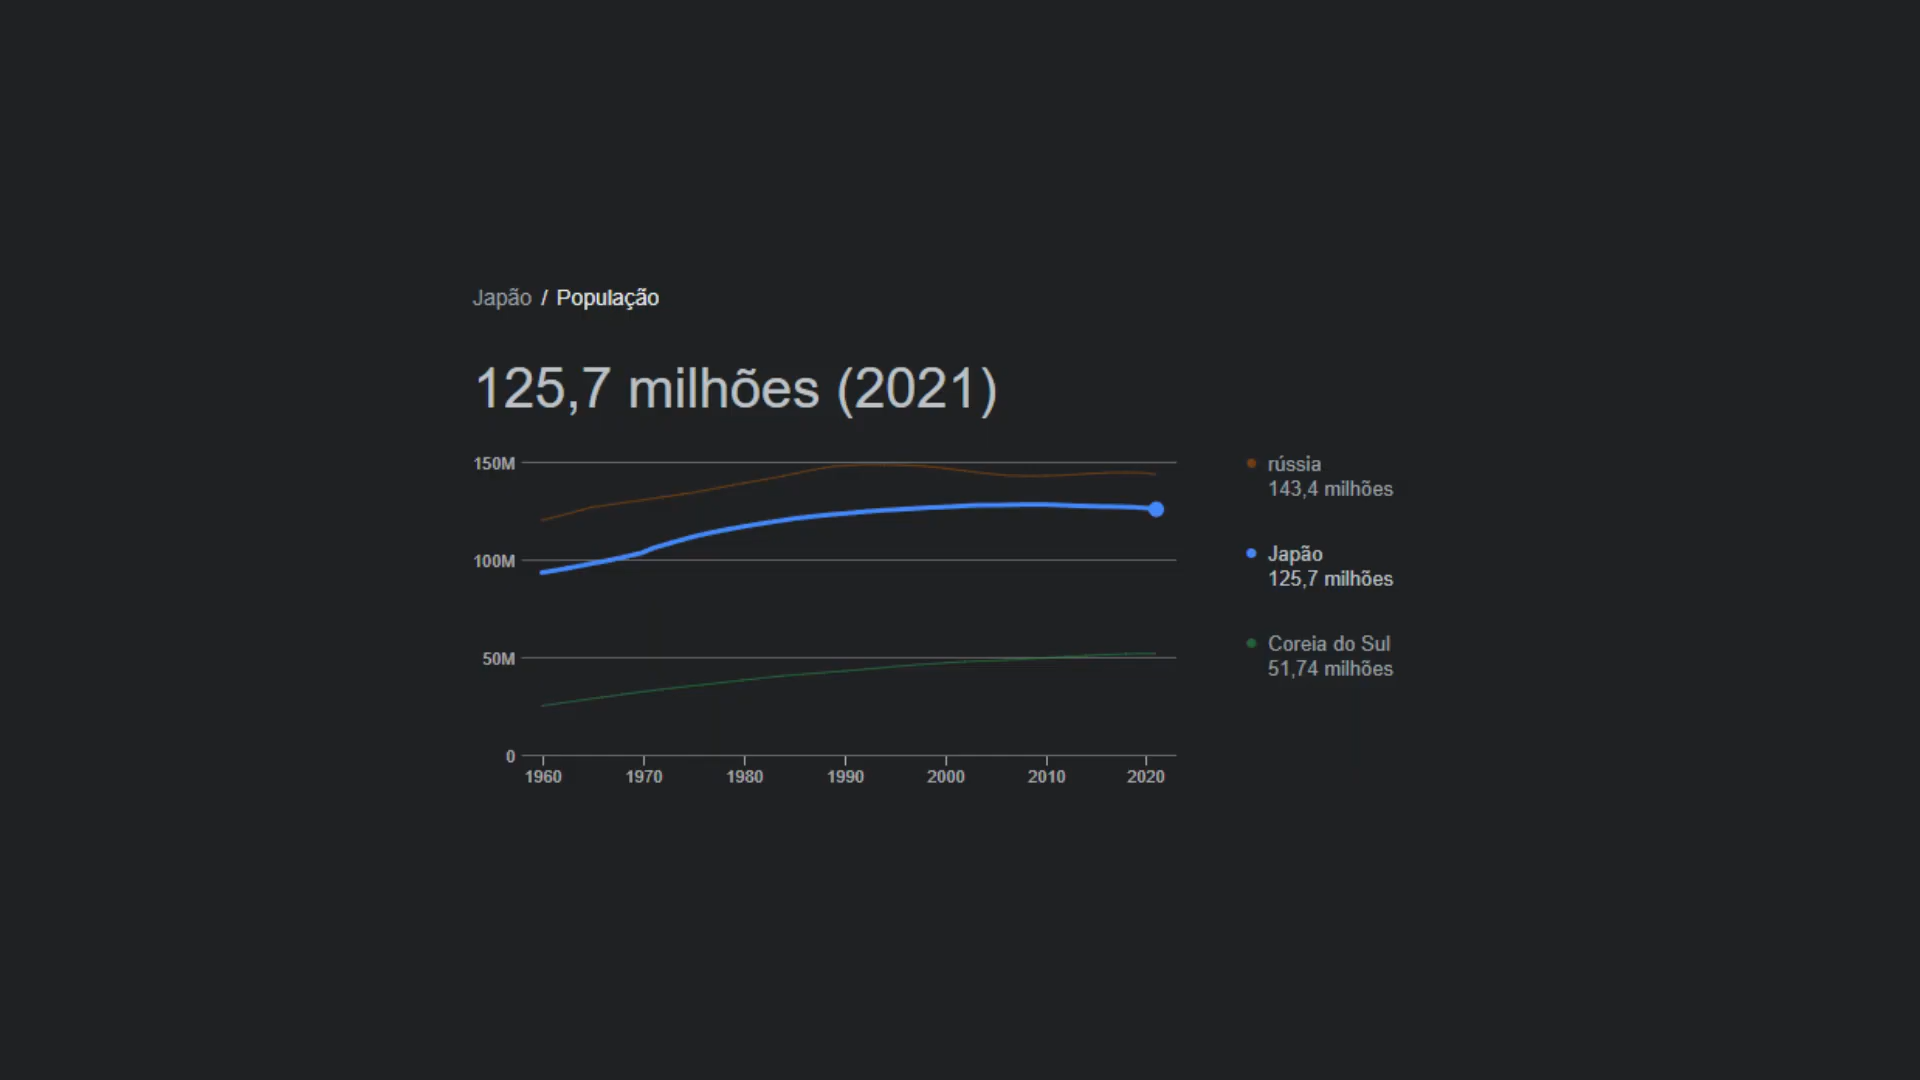 Japão / População
125,7 milhões (2021)
150M
100M
50M
0
1960 1970 1980 1990 2000 2010 2020
rússia
143,4 milhões
Japão
125,7 milhões
Coreia do Sul
51,74 milhões